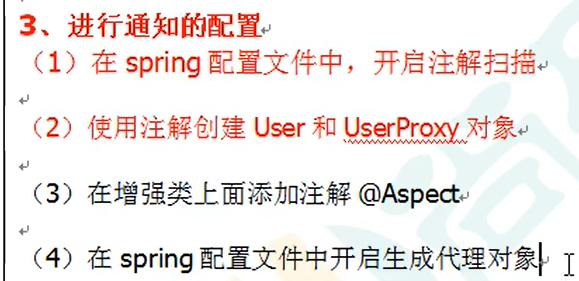 3、进行通知的配置
（1）在 spring 配置文件中，开启注解扫描
（2）使用注解创建 User 和 UserProxy 对象
（3）在增强类上面添加注解 @Aspect
（4）在 spring 配置文件中开启生成代理对象